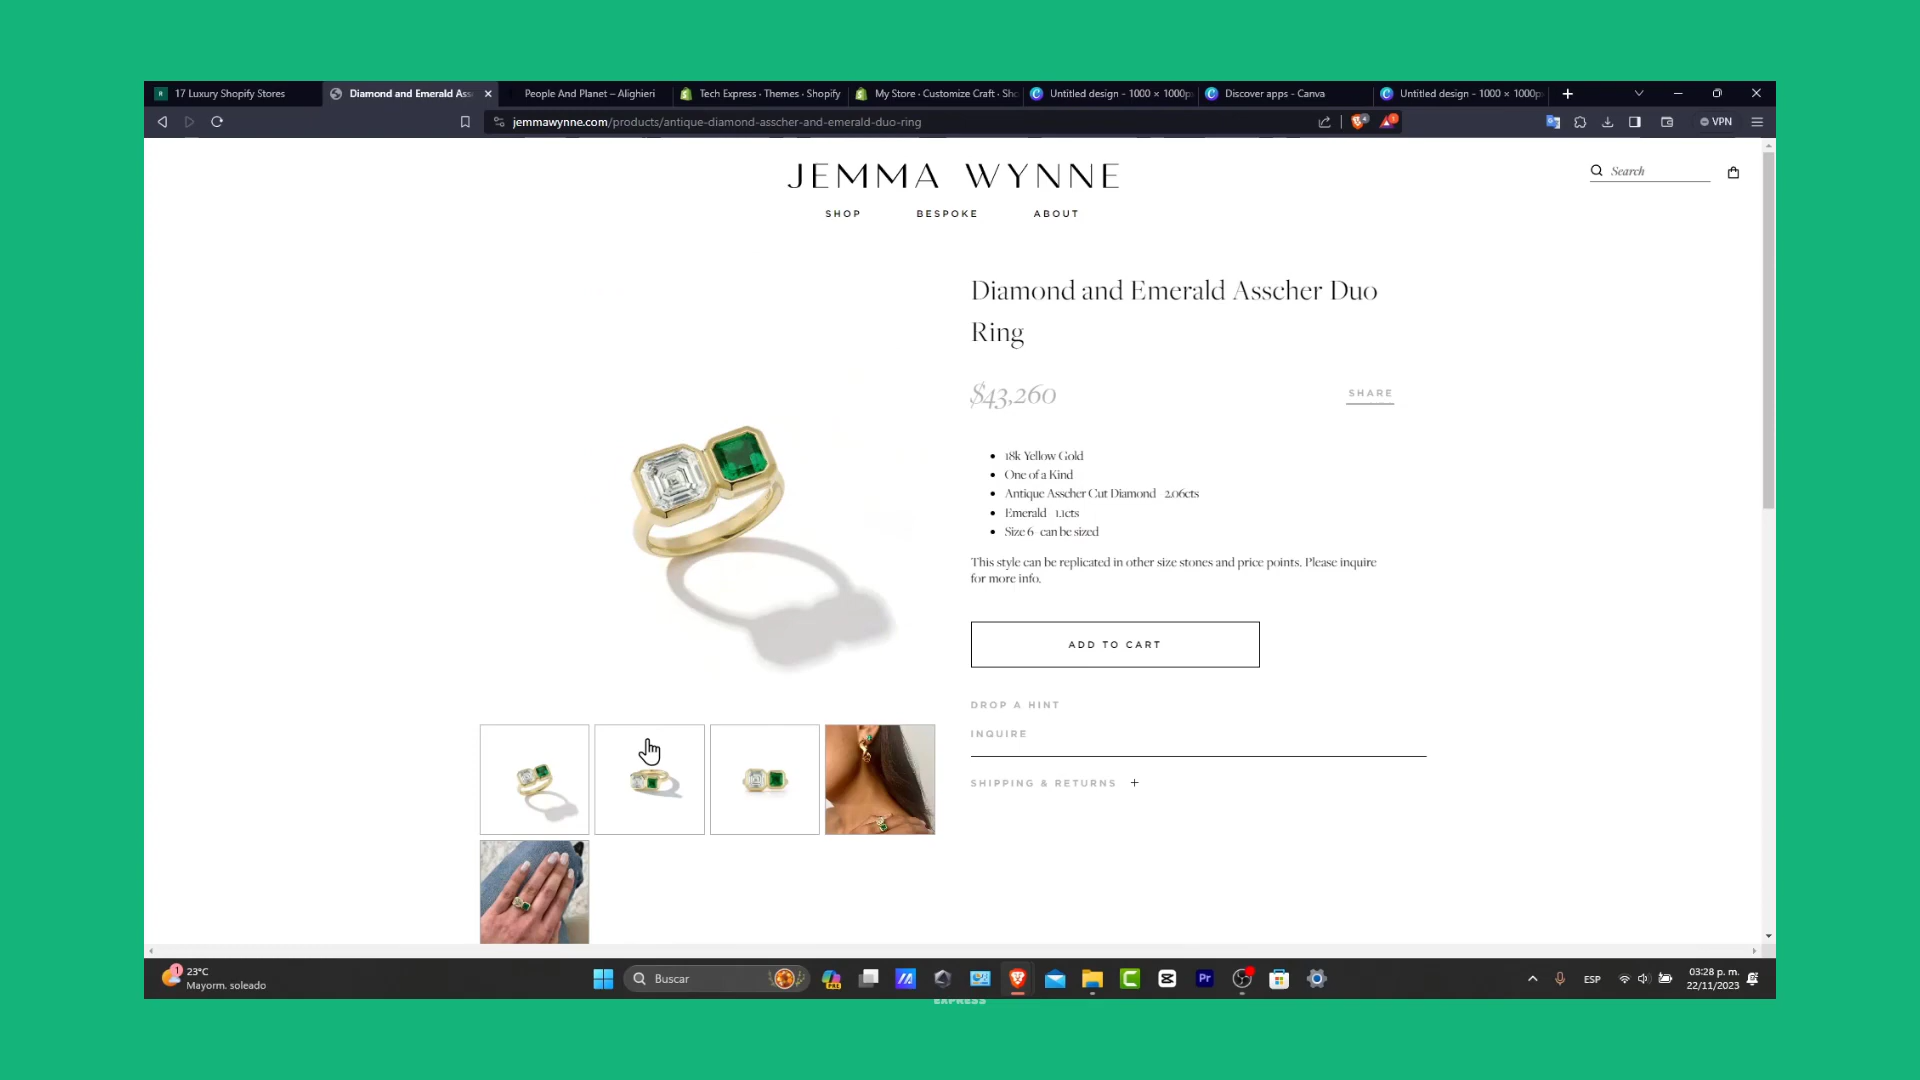 17 Luxury Shopify Stores
Diamond and Emerald Ass
People And Planet – Alighieri
Tech Express · Themes · Shopify
My Store · Customize Craft · Sho
Untitled design - 1000 × 1000p
Discover apps - Canva
Untitled design - 1000 × 1000p
jemmawynne.com/products/antique-diamond-asscher-and-emerald-duo-ring
VPN
JEMMA WYNNE
Search
SHOP BESPOKE ABOUT
Diamond and Emerald Asscher Duo
Ring
$43,260
SHARE
18k Yellow Gold
One of a Kind
Antique Asscher Cut Diamond 2.06cts
Emerald 1.1cts
Size 6 can be sized
This style can be replicated in other size stones and price points. Please inquire
for more info.
ADD TO CART
DROP A HINT
INQUIRE
SHIPPING & RETURNS +
1
23°C
Mayorm. soleado
Buscar
PRE
Pr
ESP
03:28 p. m.
22/11/2023
EXPRESS